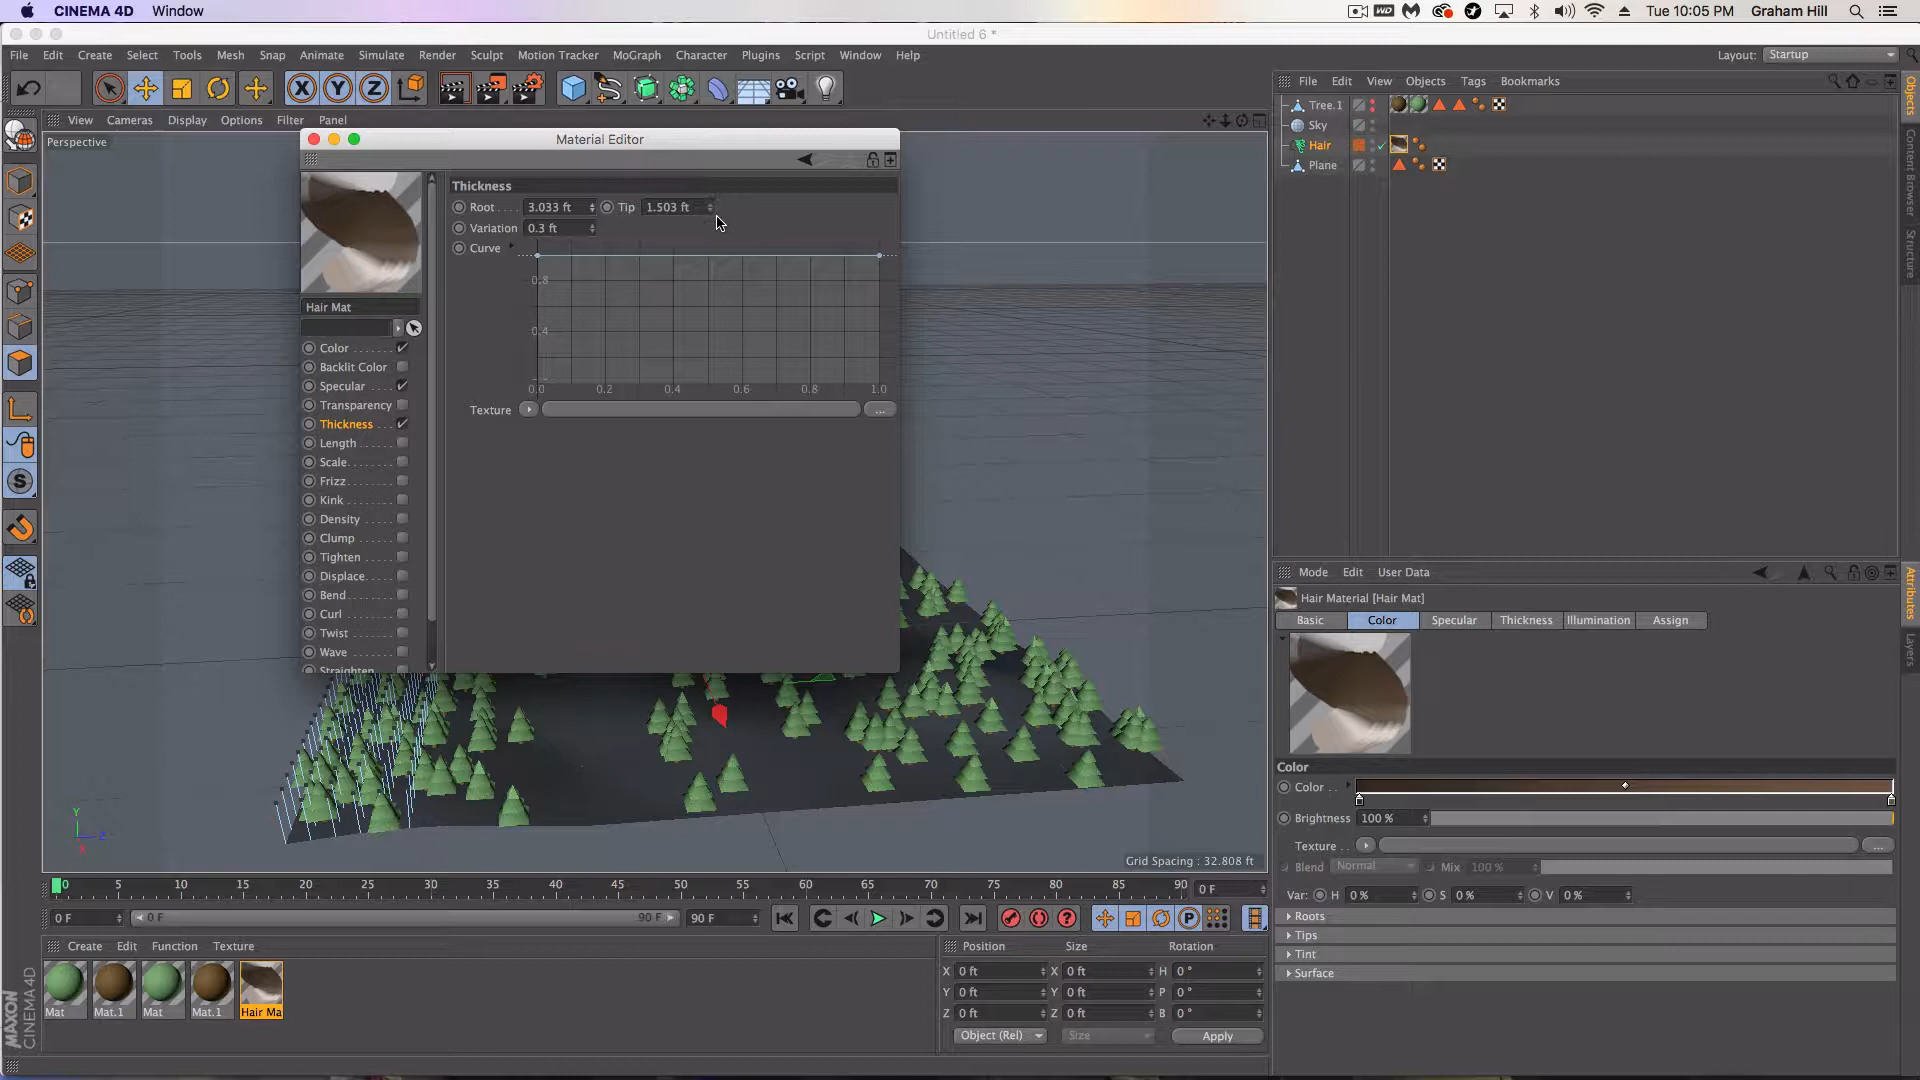 CINEMA 4D Window Tue 10:05 PM Graham Hill
Untitled 6 *
File Edit Create Select Tools Mesh Snap Animate Simulate Render Sculpt Motion Tracker MoGraph Character Plugins Script Window Help Layout: Startup
File Edit View Objects Tags Bookmarks
Tree.1
Sky
Hair
Plane
View Cameras Display Options Filter Panel
Perspective
Material Editor
Thickness
Root 3.033 ft Tip 1.503 ft
Variation 0.3 ft
Curve
0.8
0.4
0.0 0.2 0.4 0.6 0.8 1.0
Texture ...
Hair Mat
Color
Backlit Color
Specular
Transparency
Thickness
Length
Scale
Frizz
Kink
Density
Clump
Tighten
Displace
Bend
Curl
Twist
Wave
Straighten
Objects
Content Browser
Structure
Mode Edit User Data
Hair Material [Hair Mat]
Basic Color Specular Thickness Illumination Assign
Color
Color
Brightness 100 %
Texture ...
Blend Normal Mix 100 %
Var: H 0 % S 0 % V 0 %
Roots
Tips
Tint
Surface
Attributes
Layers
Y
Z
X
Grid Spacing : 32.808 ft
0 5 10 15 20 25 30 35 40 45 50 55 60 65 70 75 80 85 90 0 F
0 F 0 F 90 F 90 F
Create Edit Function Texture
Mat Mat.1 Mat Mat.1 Hair Ma
Position Size Rotation
X 0 ft X 0 ft H 0 °
Y 0 ft Y 0 ft P 0 °
Z 0 ft Z 0 ft B 0 °
Object (Rel) Size Apply
MAXON CINEMA 4D